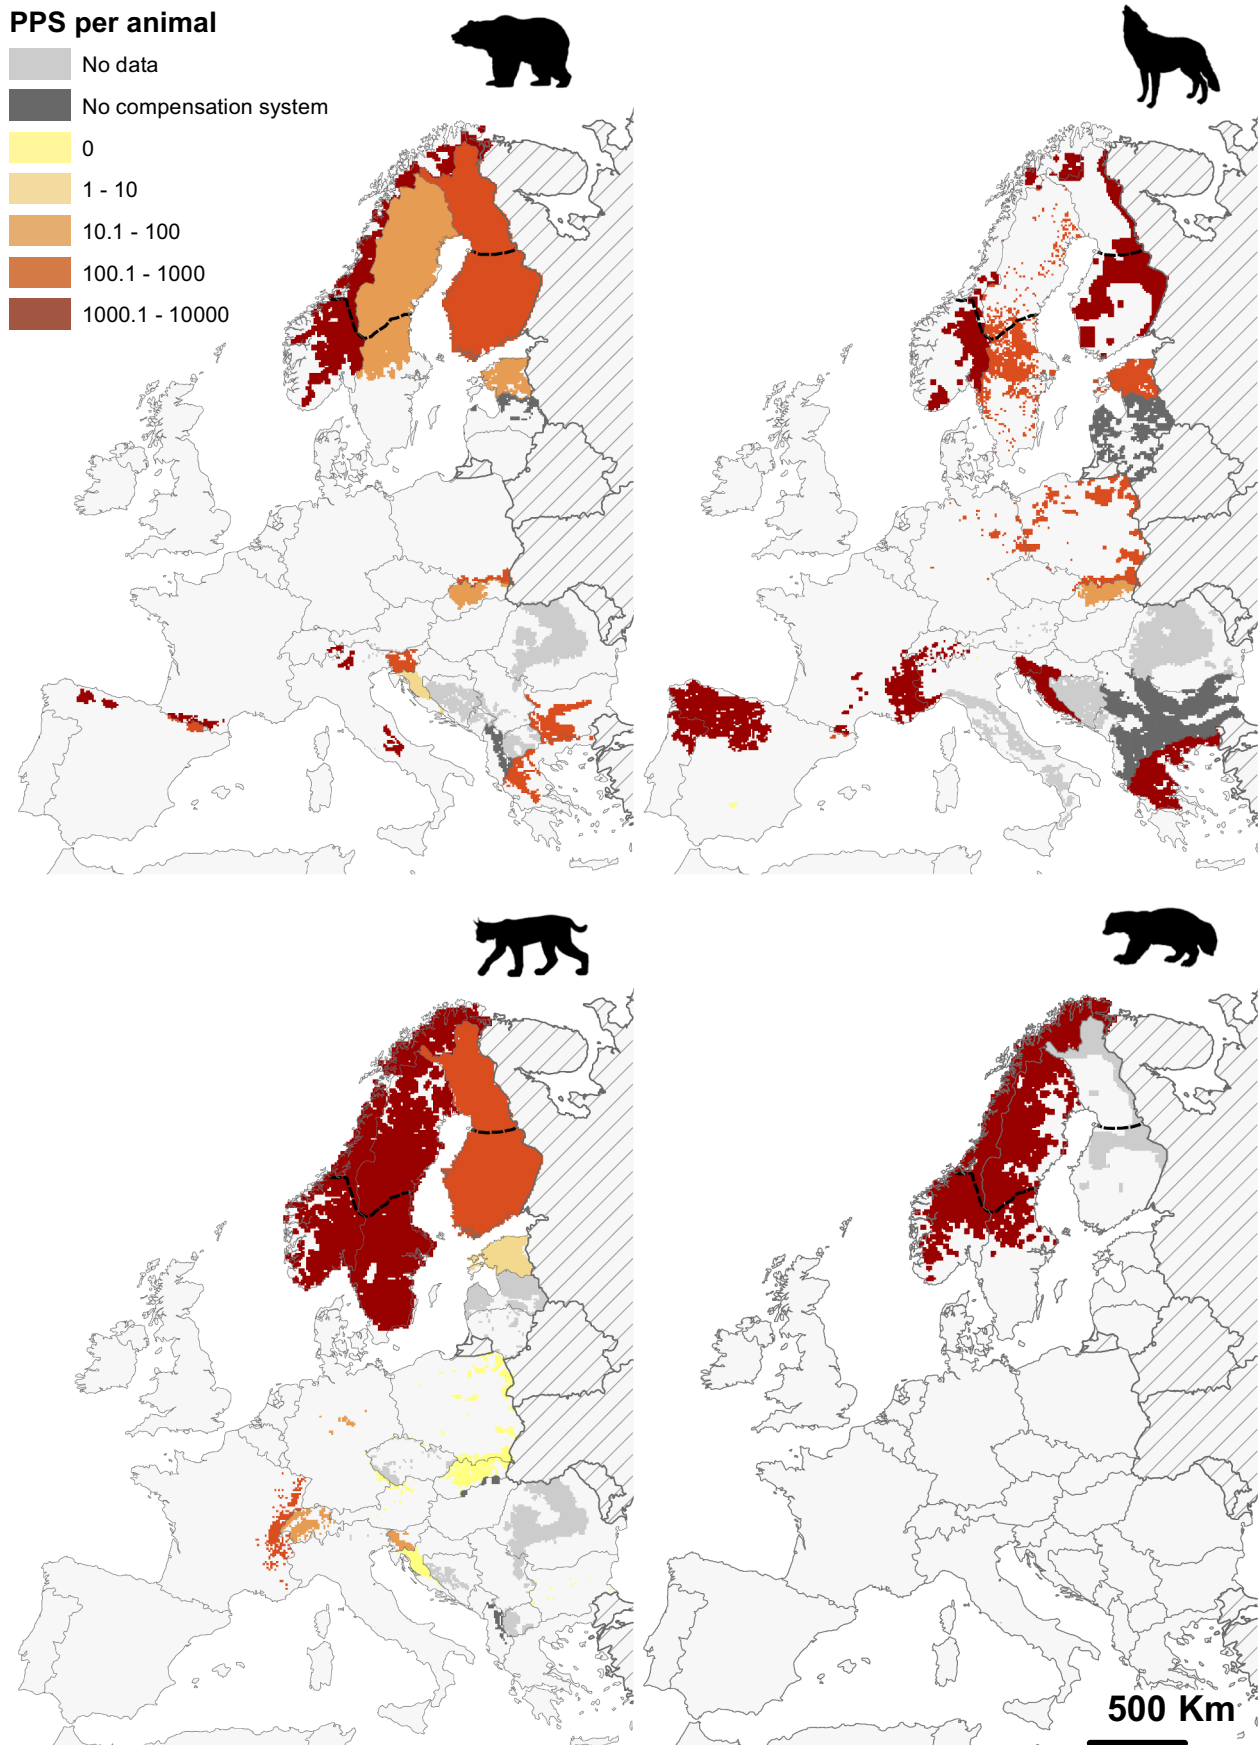 PPS per animal
No data
No compensation system
0
1 - 10
10.1 - 100
100.1 - 1000
1000.1 - 10000
500 Km